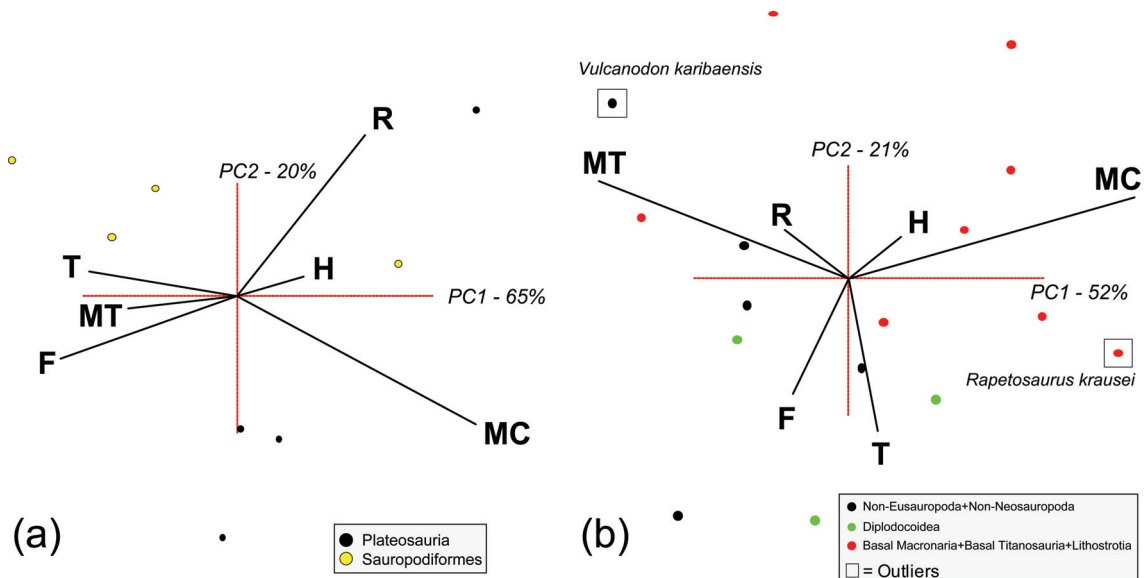 R
PC2 - 20%
T
H
MT
PC1 - 65%
F
MC
(a)
Plateosauria
Sauropodiformes
Vulcanodon karibaensis
MT
PC2 - 21%
MC
R
H
PC1 - 52%
Rapetosaurus krausei
F
T
(b)
Non-Eusauropoda+Non-Neosauropoda
Diplodocoidea
Basal Macronaria+Basal Titanosauria+Lithostrotia
= Outliers